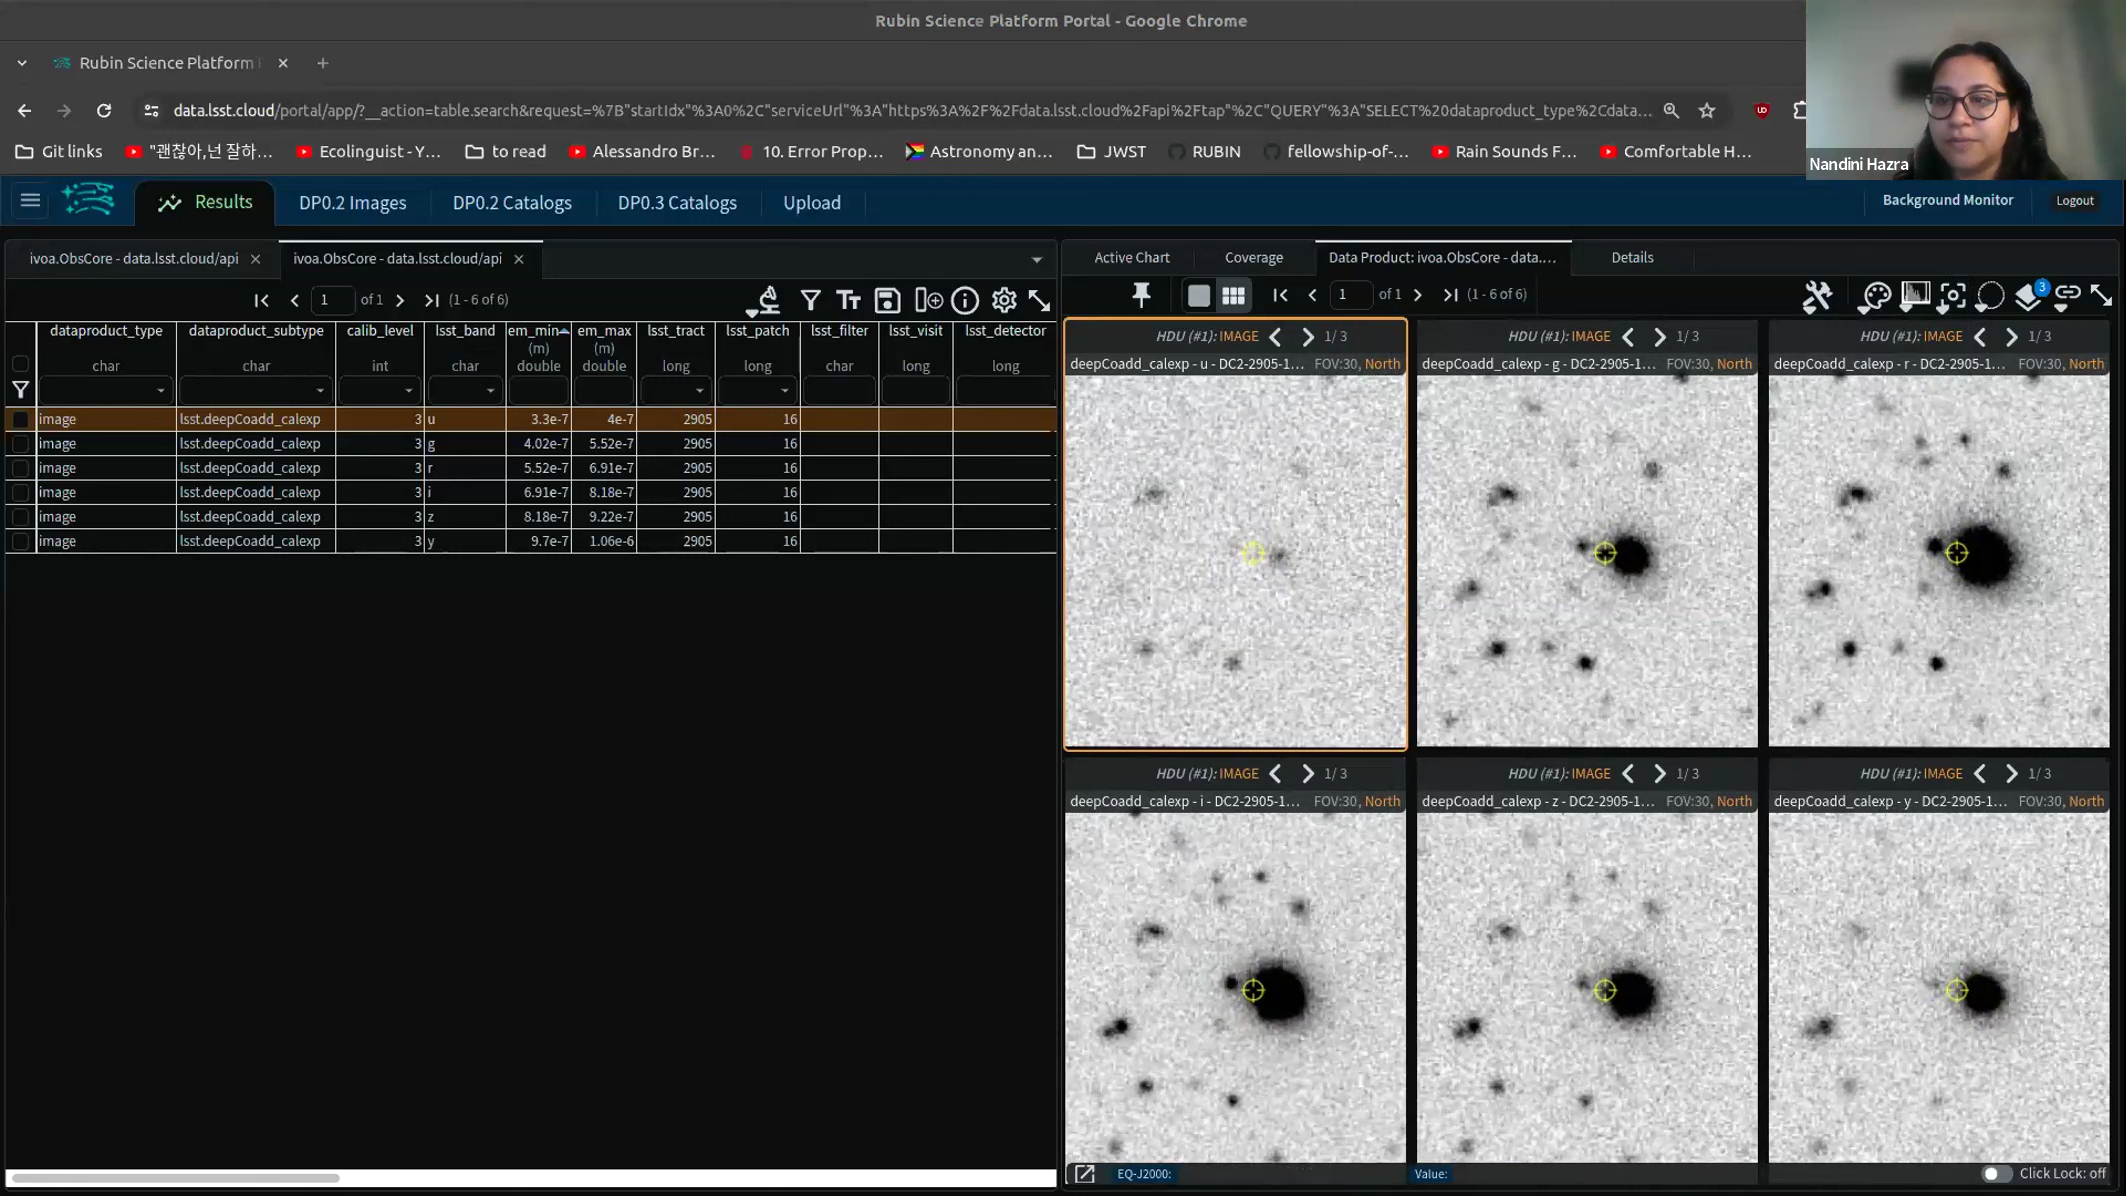 Rubin Science Platform Portal - Google Chrome
Rubin Science Platform
data.lsst.cloud/portal/app/?__action=table.search&request=%7B"startIdx"%3A0%2C"serviceUrl"%3A"https%3A%2F%2Fdata.lsst.cloud%2Fapi%2Ftap"%2C"QUERY"%3A"SELECT%20dataproduct_type%2Cdata...
Git links
"괜찮아,넌 잘하...
Ecolinguist - Y...
to read
Alessandro Br...
10. Error Prop...
Astronomy an...
JWST
RUBIN
fellowship-of-...
Rain Sounds F...
Comfortable H...
Nandini Hazra
Results
DP0.2 Images
DP0.2 Catalogs
DP0.3 Catalogs
Upload
Background Monitor
Logout
ivoa.ObsCore - data.lsst.cloud/api
ivoa.ObsCore - data.lsst.cloud/api
1 of 1 (1 - 6 of 6)
dataproduct_type dataproduct_subtype calib_level lsst_band em_min em_max lsst_tract lsst_patch lsst_filter lsst_visit lsst_detector
(m) (m)
char char int char double double long long char long long
image lsst.deepCoadd_calexp 3 u 3.3e-7 4e-7 2905 16
image lsst.deepCoadd_calexp 3 g 4.02e-7 5.52e-7 2905 16
image lsst.deepCoadd_calexp 3 r 5.52e-7 6.91e-7 2905 16
image lsst.deepCoadd_calexp 3 i 6.91e-7 8.18e-7 2905 16
image lsst.deepCoadd_calexp 3 z 8.18e-7 9.22e-7 2905 16
image lsst.deepCoadd_calexp 3 y 9.7e-7 1.06e-6 2905 16
Active Chart
Coverage
Data Product: ivoa.ObsCore - data....
Details
1 of 1 (1 - 6 of 6)
3
HDU (#1): IMAGE 1/ 3
deepCoadd_calexp - u - DC2-2905-1... FOV:30, North
HDU (#1): IMAGE 1/ 3
deepCoadd_calexp - g - DC2-2905-1... FOV:30, North
HDU (#1): IMAGE 1/ 3
deepCoadd_calexp - r - DC2-2905-1... FOV:30, North
HDU (#1): IMAGE 1/ 3
deepCoadd_calexp - i - DC2-2905-1... FOV:30, North
HDU (#1): IMAGE 1/ 3
deepCoadd_calexp - z - DC2-2905-1... FOV:30, North
HDU (#1): IMAGE 1/ 3
deepCoadd_calexp - y - DC2-2905-1... FOV:30, North
EQ-J2000:
Value:
Click Lock: off